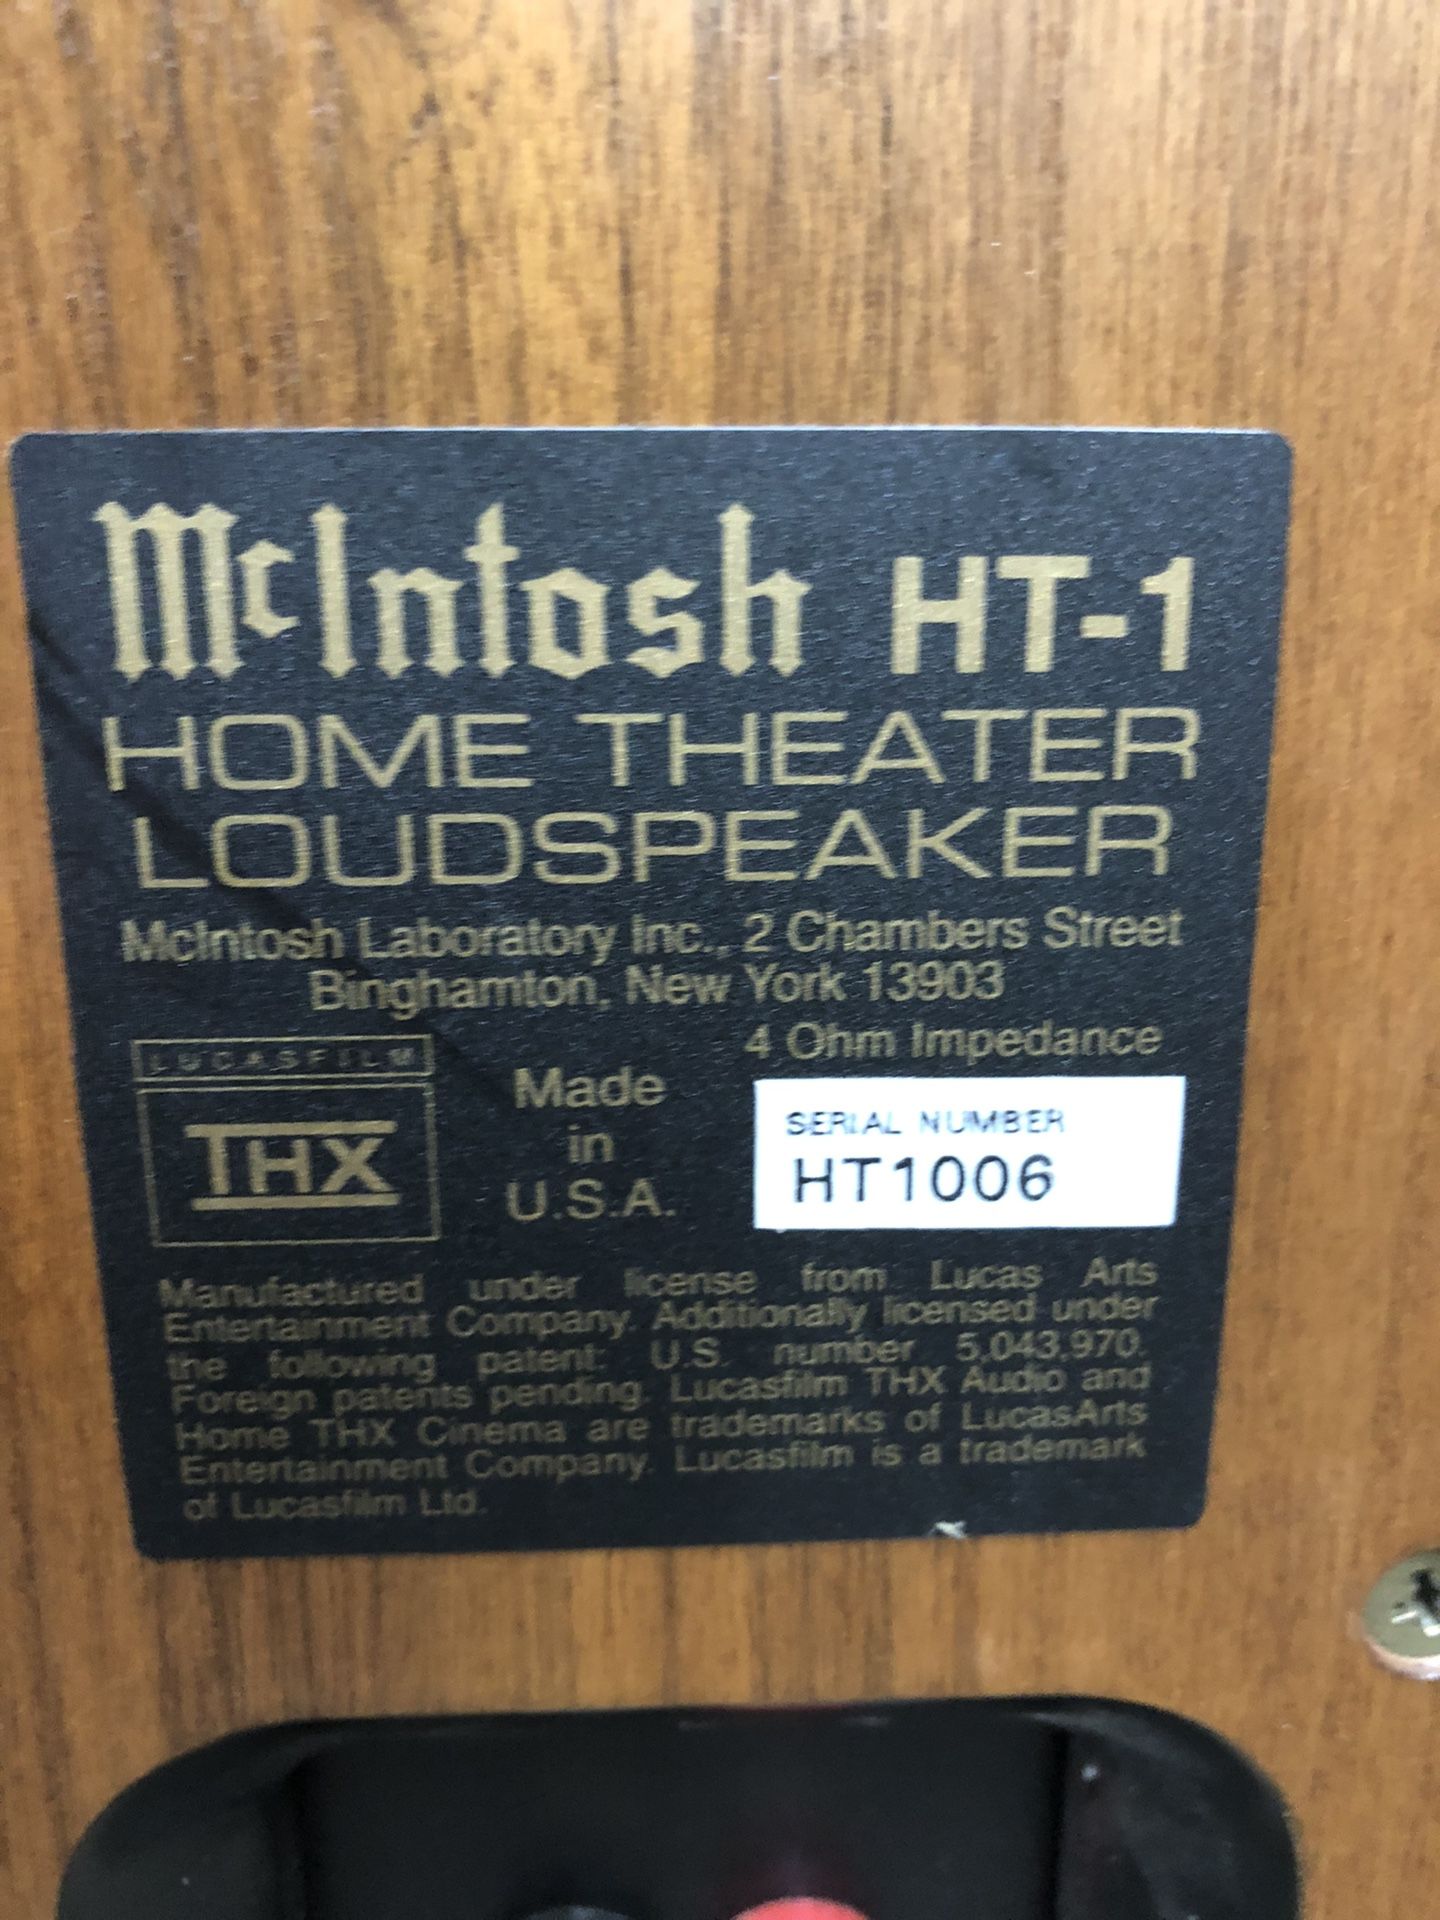 McIntosh HT-1
HOME THEATER
LOUDSPEAKER
McIntosh Laboratory Inc., 2 Chambers Street
Binghamton, New York 13903
4 Ohm Impedance
LUCASFILM
THX
Made
in
U.S.A.
SERIAL NUMBER
HT1006
Manufactured under license from Lucas Arts
Entertainment Company. Additionally licensed under
the following patent: U.S. number 5,043,970.
Foreign patents pending. Lucasfilm THX Audio and
Home THX Cinema are trademarks of LucasArts
Entertainment Company. Lucasfilm is a trademark
of Lucasfilm Ltd.